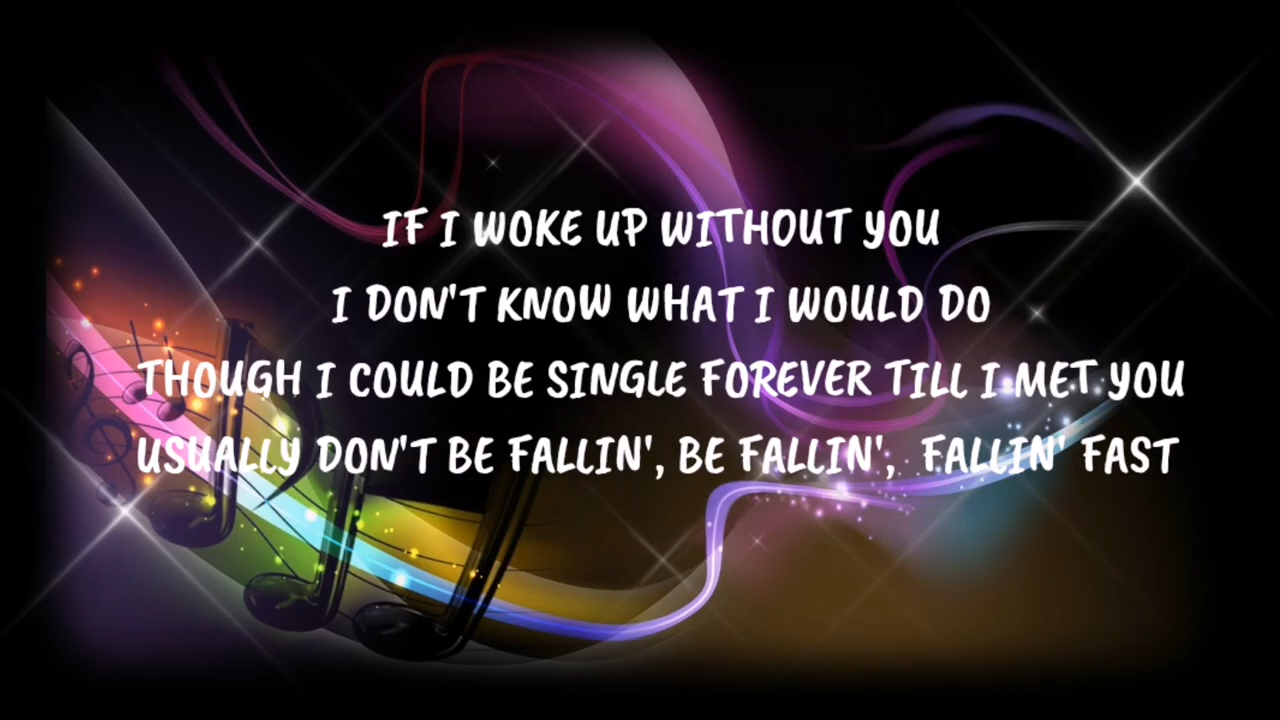 IF I WOKE UP WITHOUT YOU
I DON'T KNOW WHAT I WOULD DO
THOUGH I COULD BE SINGLE FOREVER TILL I MET YOU
USUALLY DON'T BE FALLIN', BE FALLIN', FALLIN' FAST